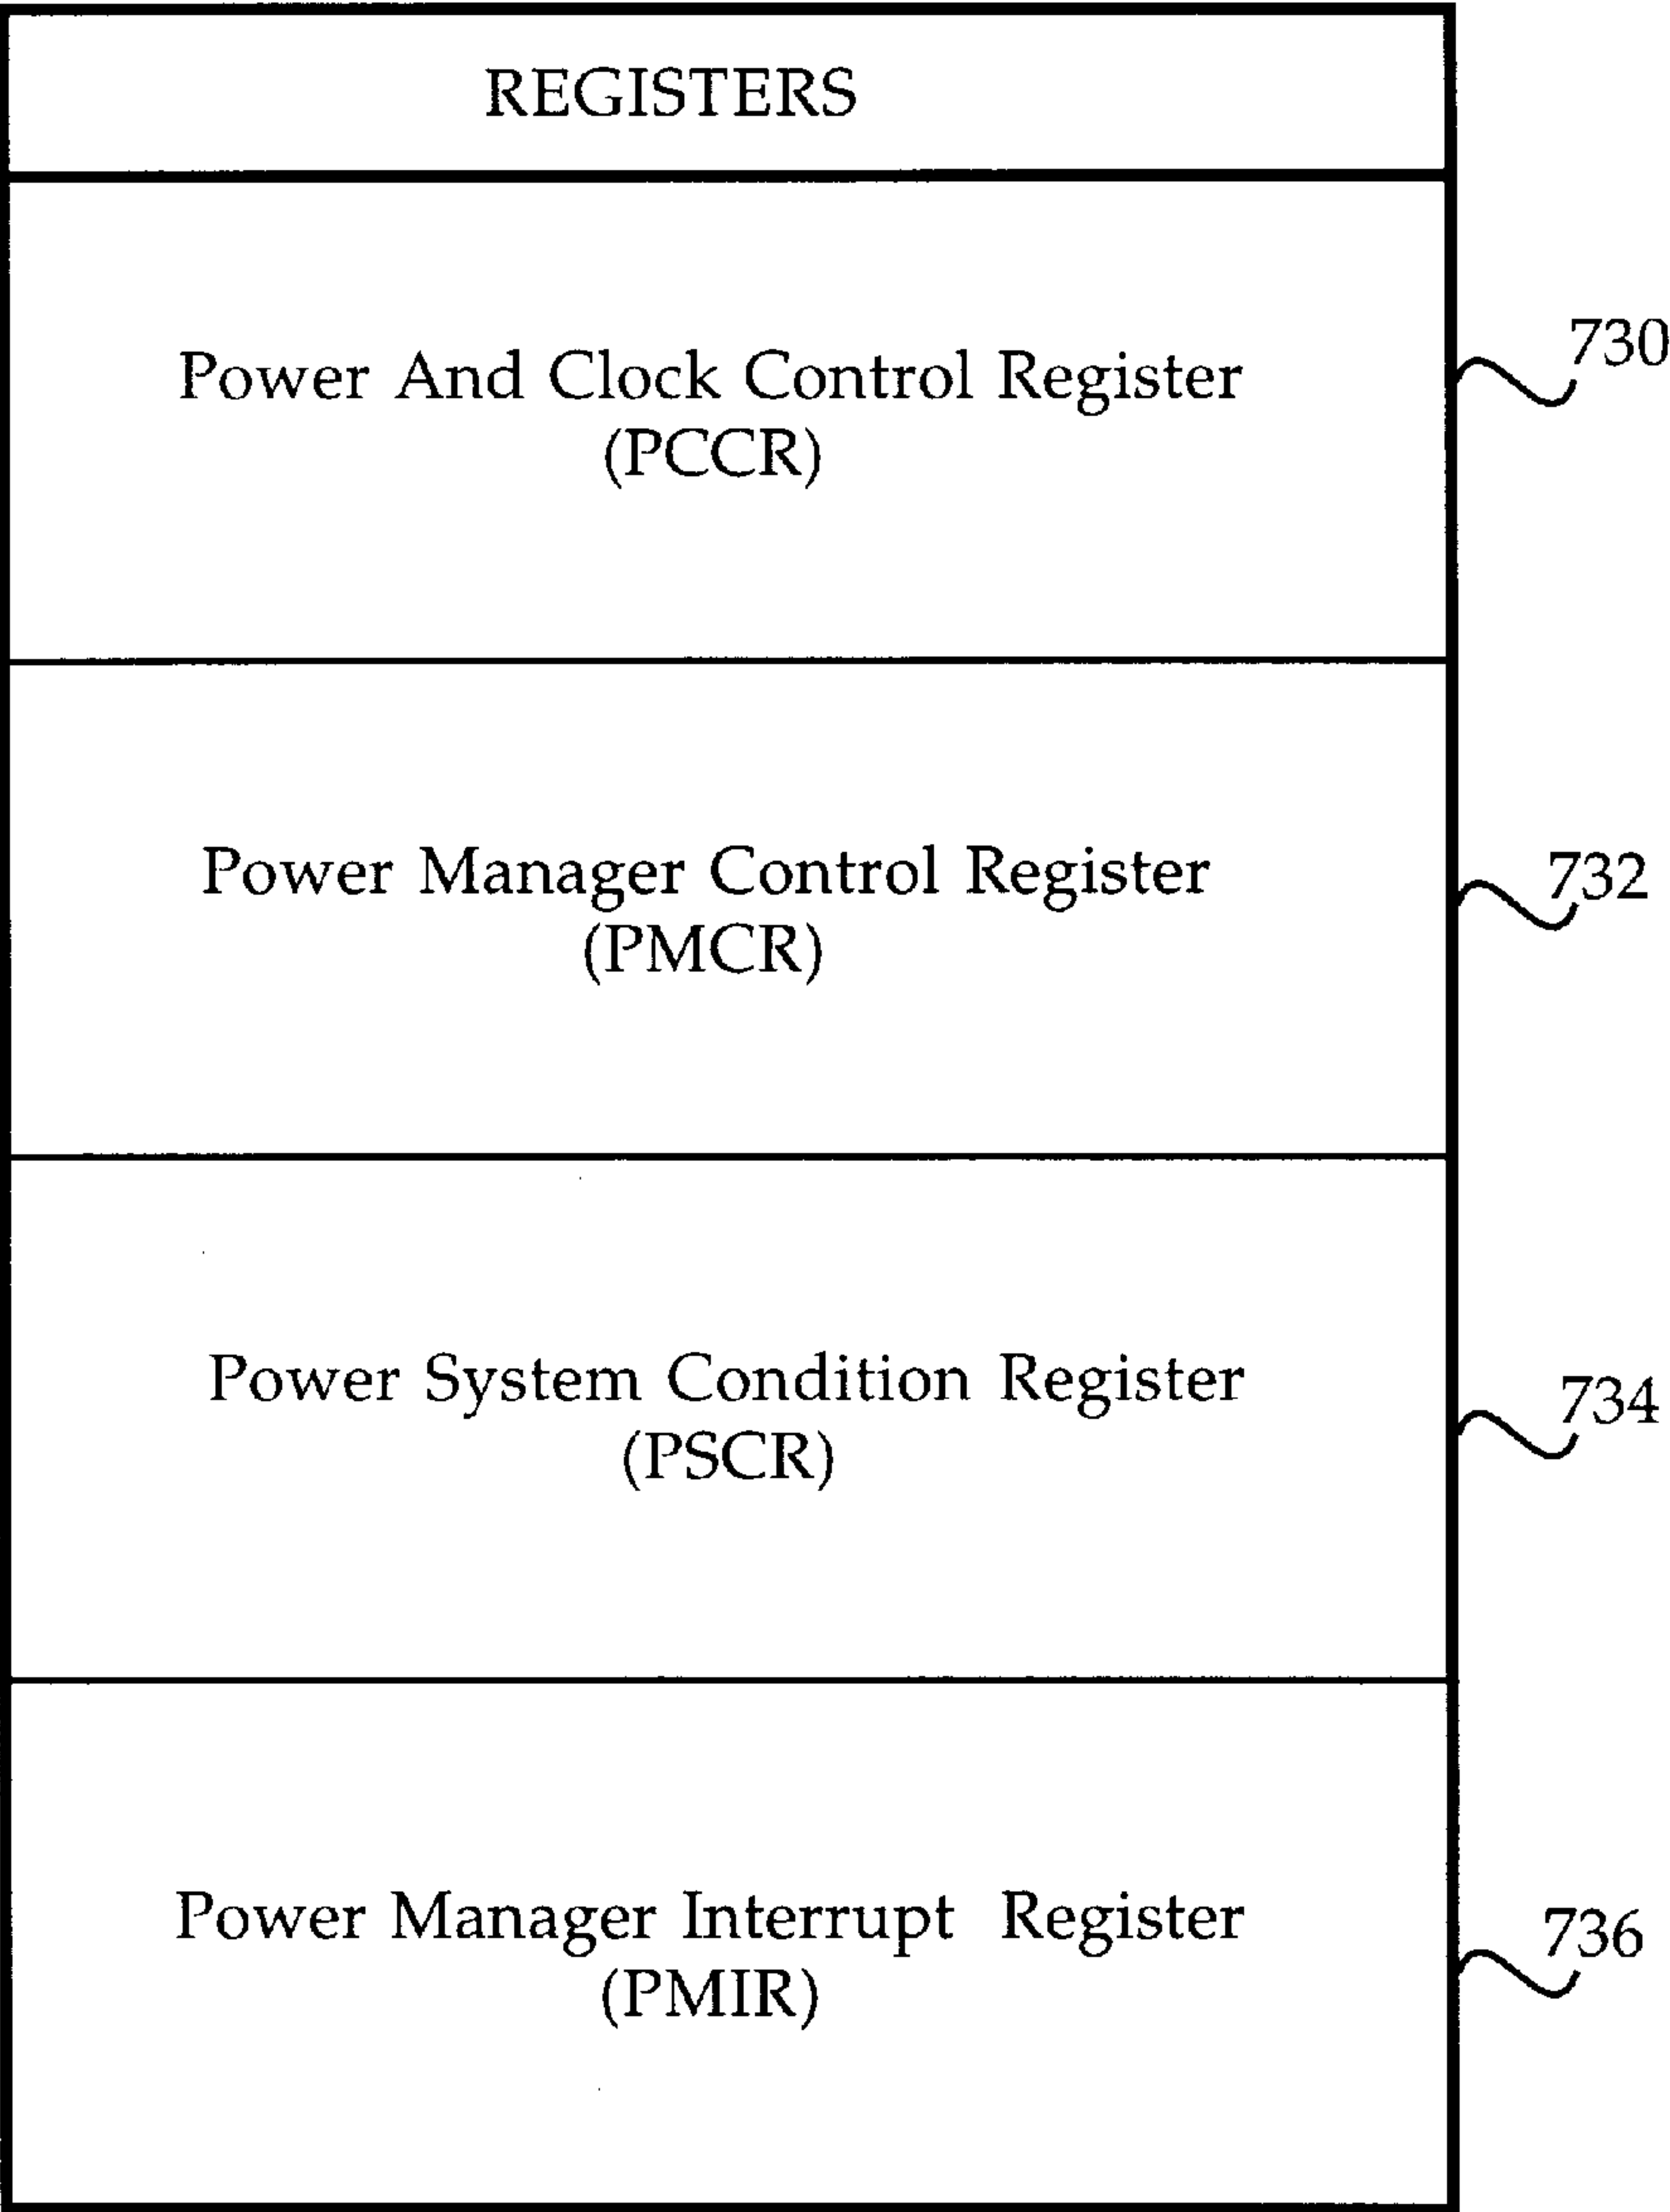 REGISTERS
Power And Clock Control Register
(PCCR)
730
Power Manager Control Register
(PMCR)
732
Power System Condition Register
(PSCR)
734
Power Manager Interrupt Register
(PMIR)
736